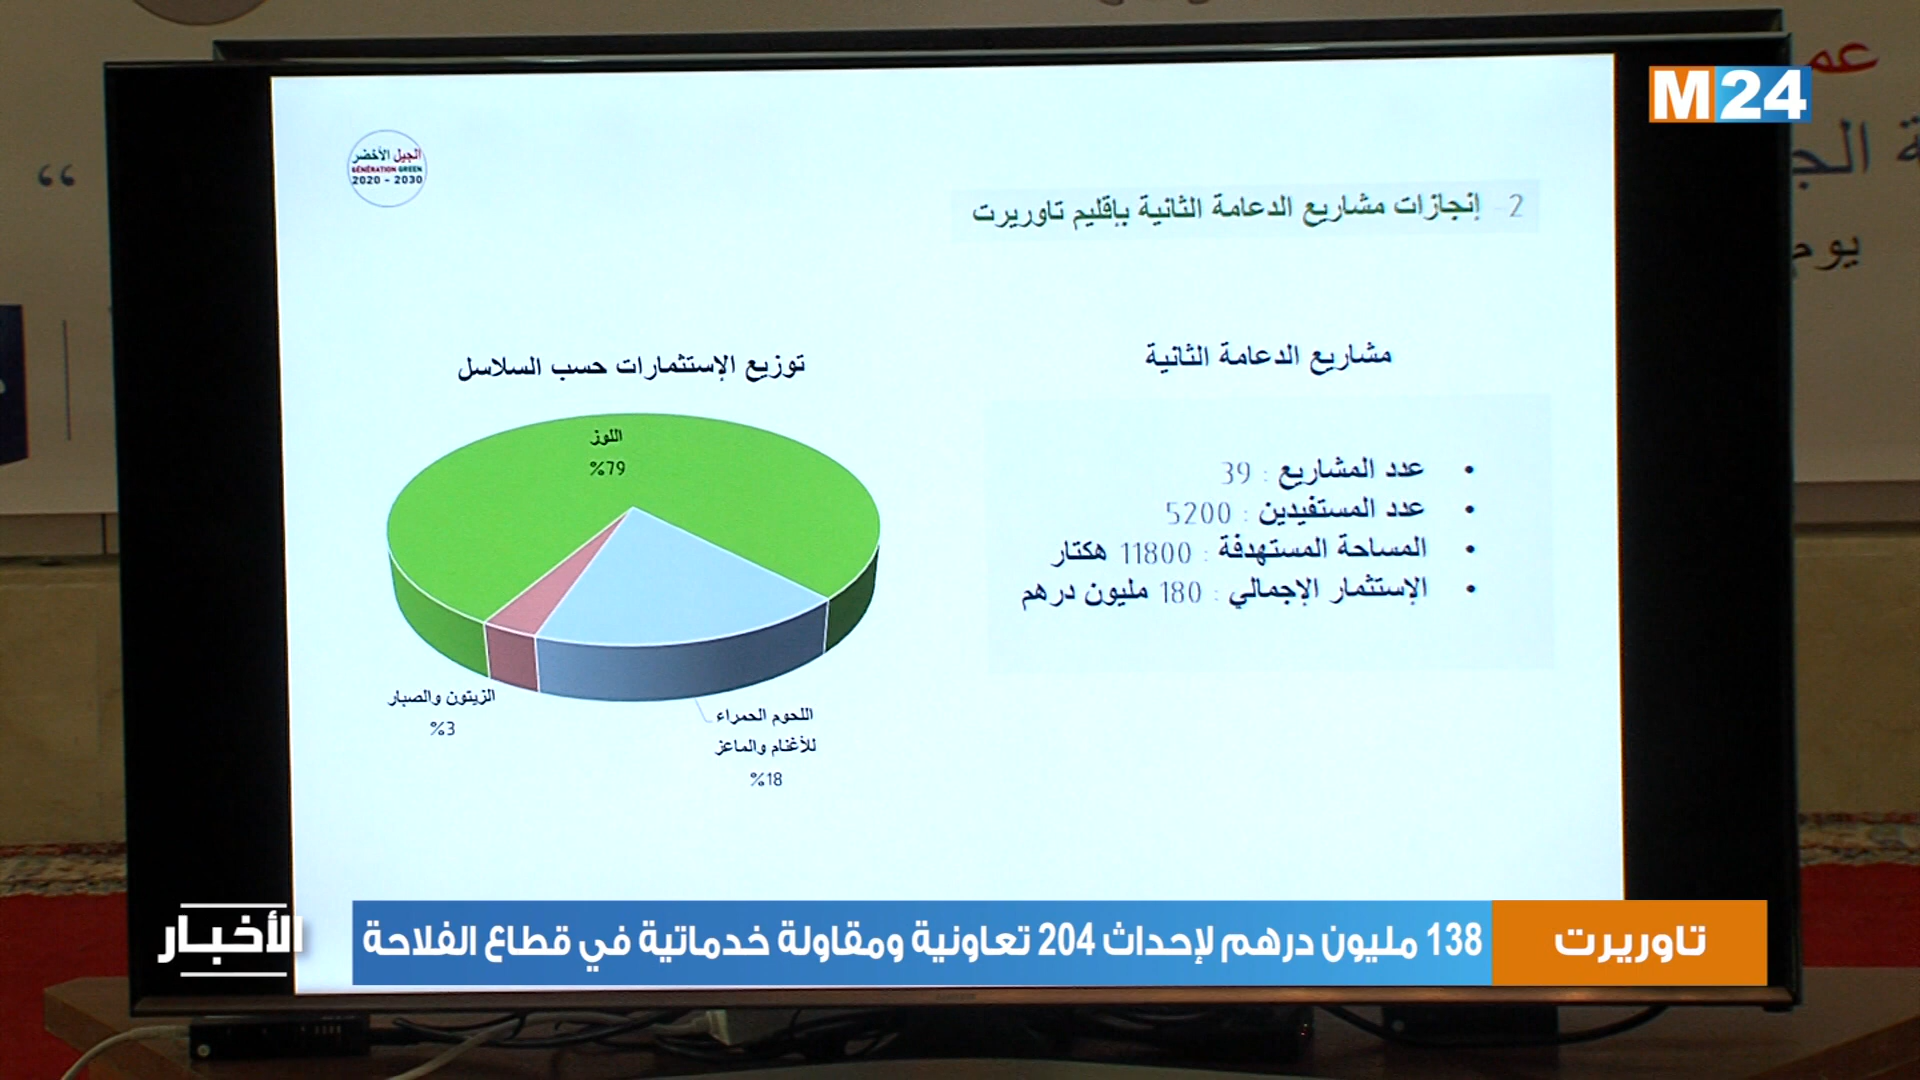 M24
عم
ة الج
يوم
“
الجيل الأخضر
GÉNÉRATION GREEN
2020 - 2030
2- إنجازات مشاريع الدعامة الثانية بإقليم تاوريرت
مشاريع الدعامة الثانية
• عدد المشاريع : 39
• عدد المستفيدين : 5200
• المساحة المستهدفة : 11800 هكتار
• الإستثمار الإجمالي : 180 مليون درهم
توزيع الإستثمارات حسب السلاسل
اللوز
%79
الزيتون والصبار
%3
اللحوم الحمراء
للأغنام والماعز
%18
تاوريرت
138 مليون درهم لإحداث 204 تعاونية ومقاولة خدماتية في قطاع الفلاحة
الأخبار